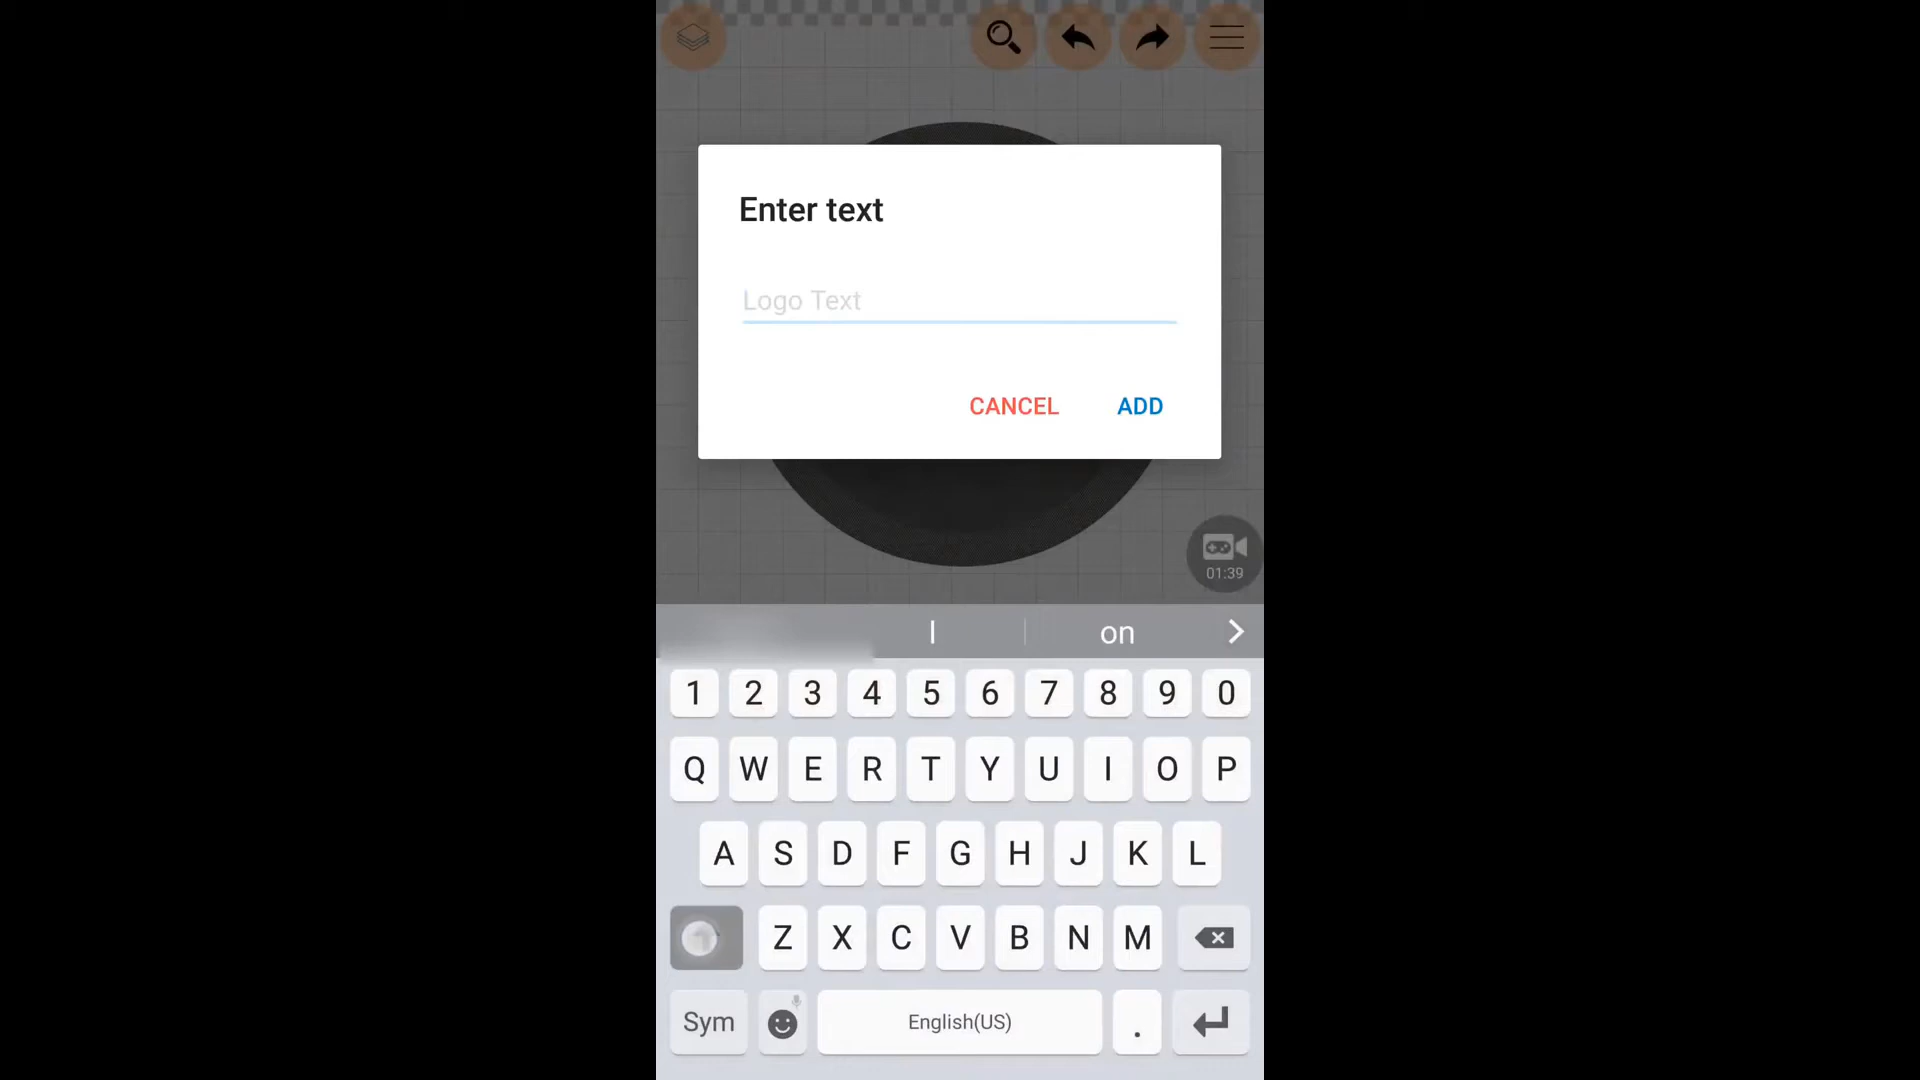 Enter text
Logo Text
CANCEL ADD
01:39
I on
1 2 3 4 5 6 7 8 9 0
Q W E R T Y U I O P
A S D F G H J K L
Z X C V B N M
Sym English(US) .